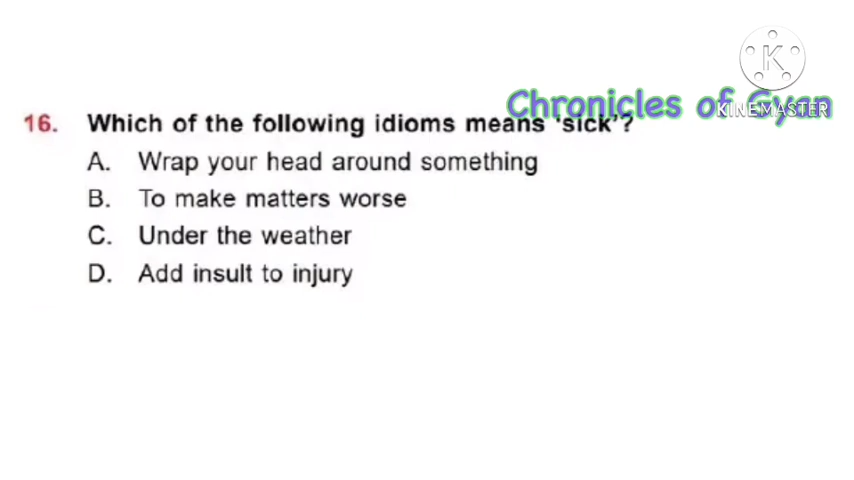 Chronicles of Gyan
KINEMASTER
16. Which of the following idioms means 'sick'?
A. Wrap your head around something
B. To make matters worse
C. Under the weather
D. Add insult to injury